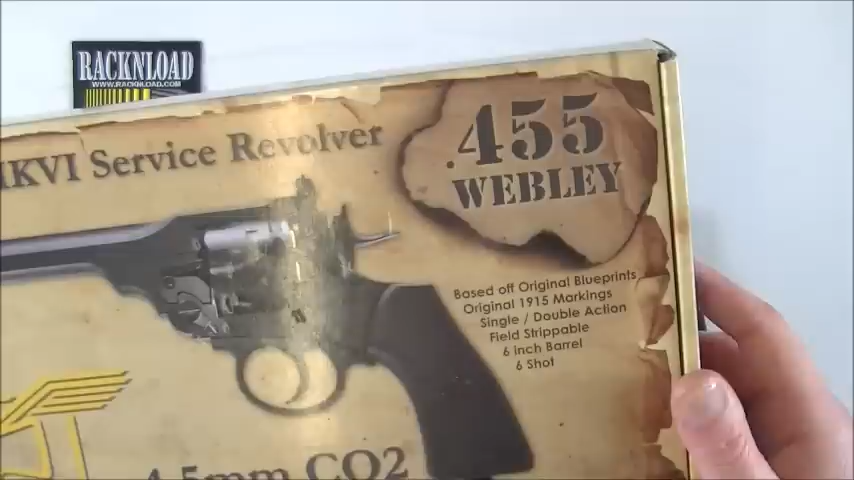 RACKNLOAD
WWW.RACKNLOAD.COM
MKVI Service Revolver
.455
WEBLEY
Based off Original Blueprints
Original 1915 Markings
Single / Double Action
Field Strippable
6 inch Barrel
6 Shot
4.5mm CO2